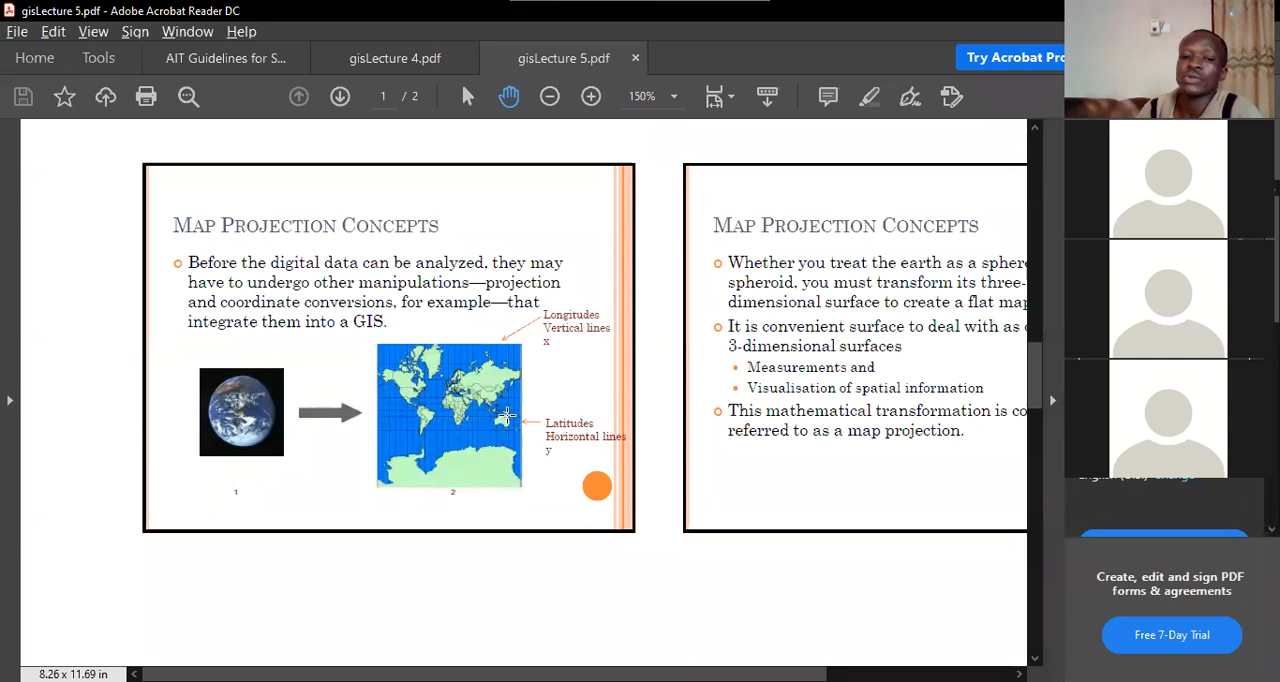 gisLecture 5.pdf - Adobe Acrobat Reader DC
File Edit View Sign Window Help
Home Tools AIT Guidelines for S... gisLecture 4.pdf gisLecture 5.pdf × Try Acrobat Pro
1 / 2 150%
MAP PROJECTION CONCEPTS
Before the digital data can be analyzed, they may
have to undergo other manipulations—projection
and coordinate conversions, for example—that
integrate them into a GIS.
Longitudes
Vertical lines
x
Latitudes
Horizontal lines
y
1
2
MAP PROJECTION CONCEPTS
Whether you treat the earth as a sphere
spheroid, you must transform its three-
dimensional surface to create a flat map
It is convenient surface to deal with as
3-dimensional surfaces
Measurements and
Visualisation of spatial information
This mathematical transformation is
referred to as a map projection.
Create, edit and sign PDF
forms & agreements
Free 7-Day Trial
8.26 x 11.69 in